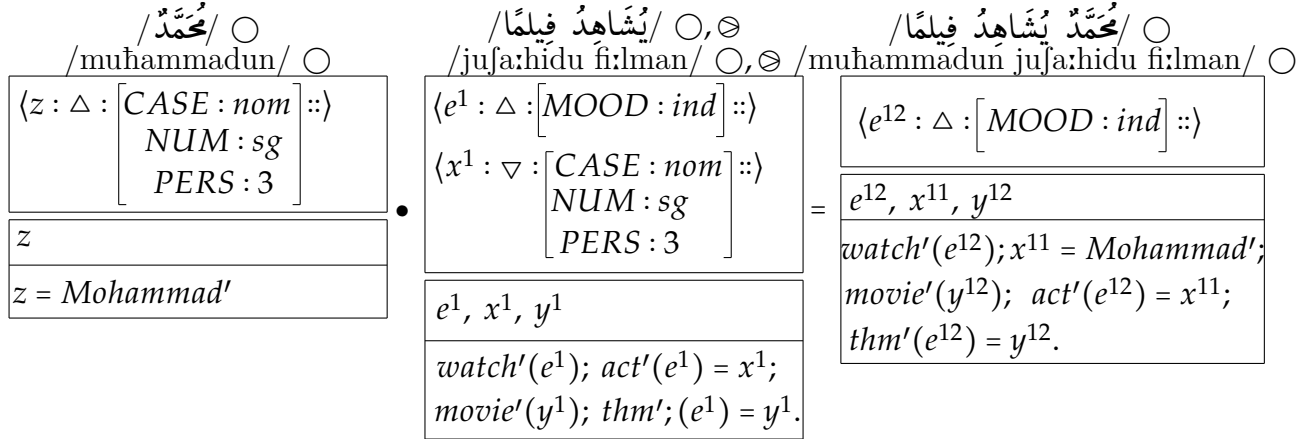 /مُحَمَّدٌ/ ○
/muħammadun/ ○
⟨z : △ : [CASE : nom ::⟩
NUM : sg
PERS : 3]
z
z = Mohammad′
•
/يُشَاهِدُ فِيلمًا/ ○, ⧁
/juʃaːhidu fiːlman/ ○, ⧁
⟨e¹ : △ : [MOOD : ind] ::⟩
⟨x¹ : ▽ : [CASE : nom ::⟩
NUM : sg
PERS : 3]
e¹, x¹, y¹
watch′(e¹); act′(e¹) = x¹;
movie′(y¹); thm′; (e¹) = y¹.
=
/مُحَمَّدٌ يُشَاهِدُ فِيلمًا/ ○
/muħammadun juʃaːhidu fiːlman/ ○
⟨e¹² : △ : [MOOD : ind] ::⟩
e¹², x¹¹, y¹²
watch′(e¹²); x¹¹ = Mohammad′;
movie′(y¹²); act′(e¹²) = x¹¹;
thm′(e¹²) = y¹².